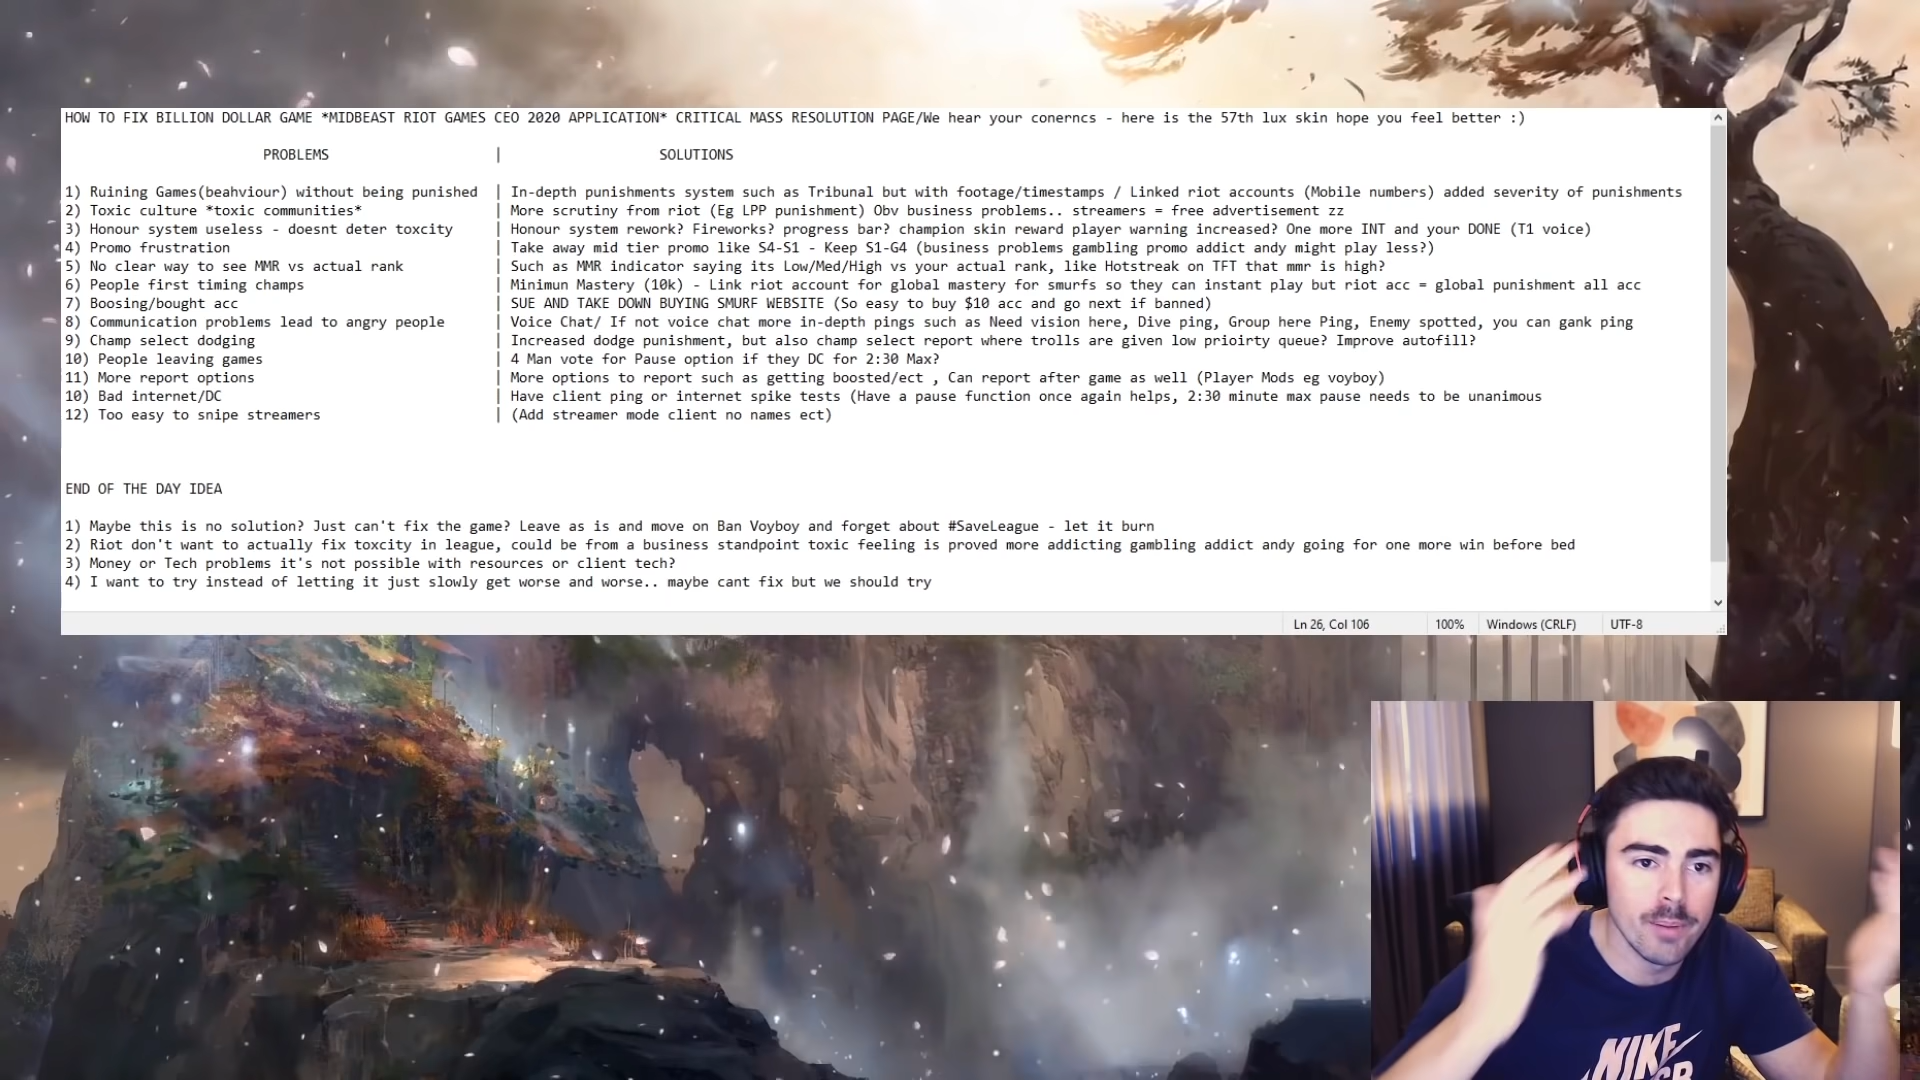 HOW TO FIX BILLION DOLLAR GAME *MIDBEAST RIOT GAMES CEO 2020 APPLICATION* CRITICAL MASS RESOLUTION PAGE/We hear your conerncs - here is the 57th lux skin hope you feel better :)
PROBLEMS | SOLUTIONS
1) Ruining Games(beahviour) without being punished | In-depth punishments system such as Tribunal but with footage/timestamps / Linked riot accounts (Mobile numbers) added severity of punishments
2) Toxic culture *toxic communities* | More scrutiny from riot (Eg LPP punishment) Obv business problems.. streamers = free advertisement zz
3) Honour system useless - doesnt deter toxcity | Honour system rework? Fireworks? progress bar? champion skin reward player warning increased? One more INT and your DONE (T1 voice)
4) Promo frustration | Take away mid tier promo like S4-S1 - Keep S1-G4 (business problems gambling promo addict andy might play less?)
5) No clear way to see MMR vs actual rank | Such as MMR indicator saying its Low/Med/High vs your actual rank, like Hotstreak on TFT that mmr is high?
6) People first timing champs | Minimun Mastery (10k) - Link riot account for global mastery for smurfs so they can instant play but riot acc = global punishment all acc
7) Boosing/bought acc | SUE AND TAKE DOWN BUYING SMURF WEBSITE (So easy to buy $10 acc and go next if banned)
8) Communication problems lead to angry people | Voice Chat/ If not voice chat more in-depth pings such as Need vision here, Dive ping, Group here Ping, Enemy spotted, you can gank ping
9) Champ select dodging | Increased dodge punishment, but also champ select report where trolls are given low prioirty queue? Improve autofill?
10) People leaving games | 4 Man vote for Pause option if they DC for 2:30 Max?
11) More report options | More options to report such as getting boosted/ect , Can report after game as well (Player Mods eg voyboy)
10) Bad internet/DC | Have client ping or internet spike tests (Have a pause function once again helps, 2:30 minute max pause needs to be unanimous
12) Too easy to snipe streamers | (Add streamer mode client no names ect)
END OF THE DAY IDEA
1) Maybe this is no solution? Just can't fix the game? Leave as is and move on Ban Voyboy and forget about #SaveLeague - let it burn
2) Riot don't want to actually fix toxcity in league, could be from a business standpoint toxic feeling is proved more addicting gambling addict andy going for one more win before bed
3) Money or Tech problems it's not possible with resources or client tech?
4) I want to try instead of letting it just slowly get worse and worse.. maybe cant fix but we should try
Ln 26, Col 106 100% Windows (CRLF) UTF-8
NIKE